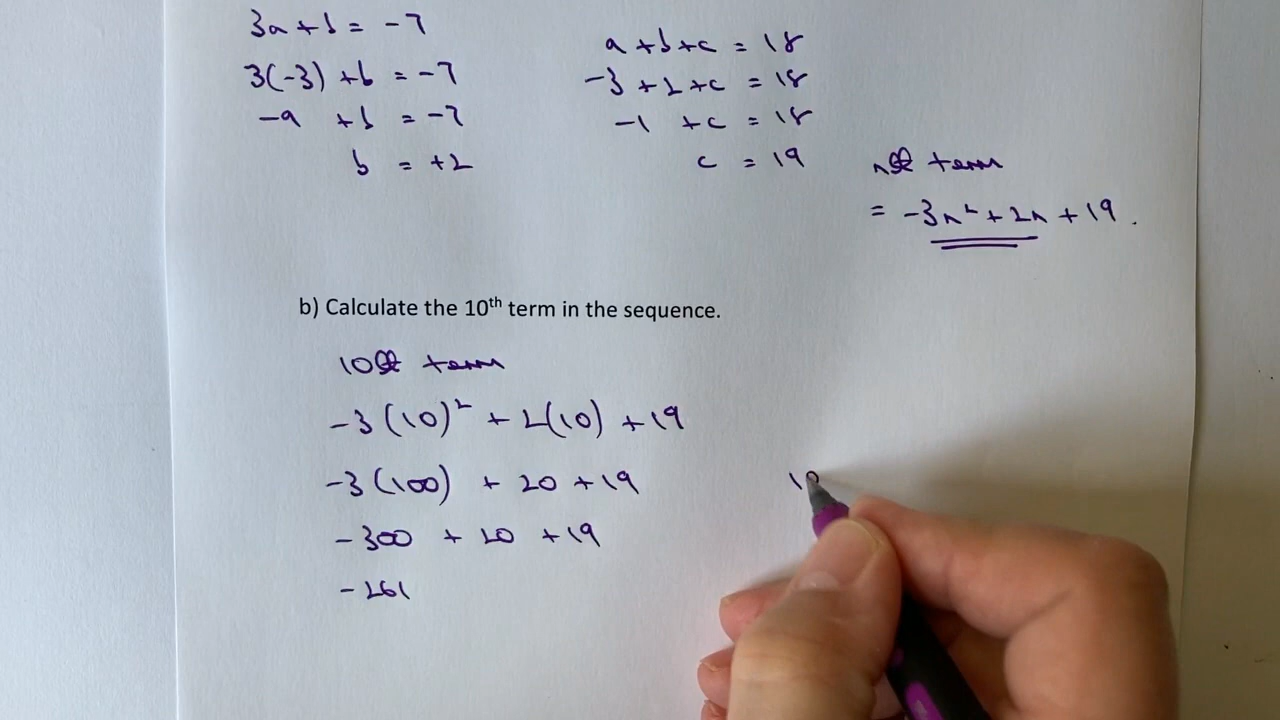 3a + b = -7
3(-3) + b = -7
-9 + b = -7
b = +2
a + b + c = 18
-3 + 2 + c = 18
-1 + c = 18
c = 19
nth term
= -3n² + 2n + 19.
b) Calculate the 10th term in the sequence.
10th term
-3(10)² + 2(10) + 19
-3(100) + 20 + 19
-300 + 20 + 19
-261
10